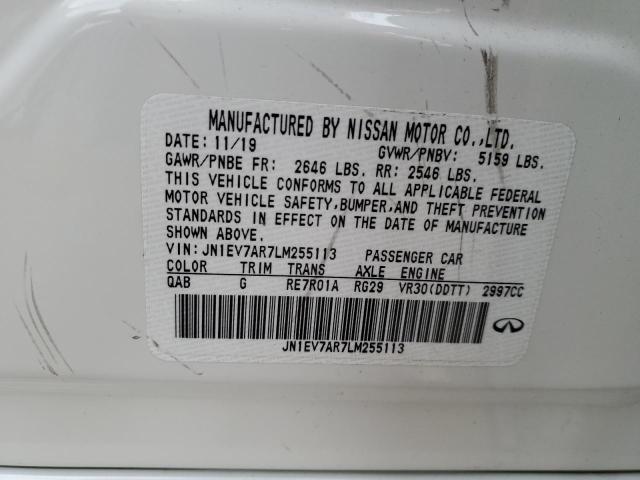 MANUFACTURED BY NISSAN MOTOR CO.,LTD.
DATE: 11/19 GVWR/PNBV: 5159 LBS.
GAWR/PNBE FR: 2646 LBS. RR: 2546 LBS.
THIS VEHICLE CONFORMS TO ALL APPLICABLE FEDERAL
MOTOR VEHICLE SAFETY,BUMPER,AND THEFT PREVENTION
STANDARDS IN EFFECT ON THE DATE OF MANUFACTURE
SHOWN ABOVE.
VIN: JN1EV7AR7LM255113 PASSENGER CAR
COLOR TRIM TRANS AXLE ENGINE
QAB G RE7R01A RG29 VR30(DDTT) 2997CC
JN1EV7AR7LM255113